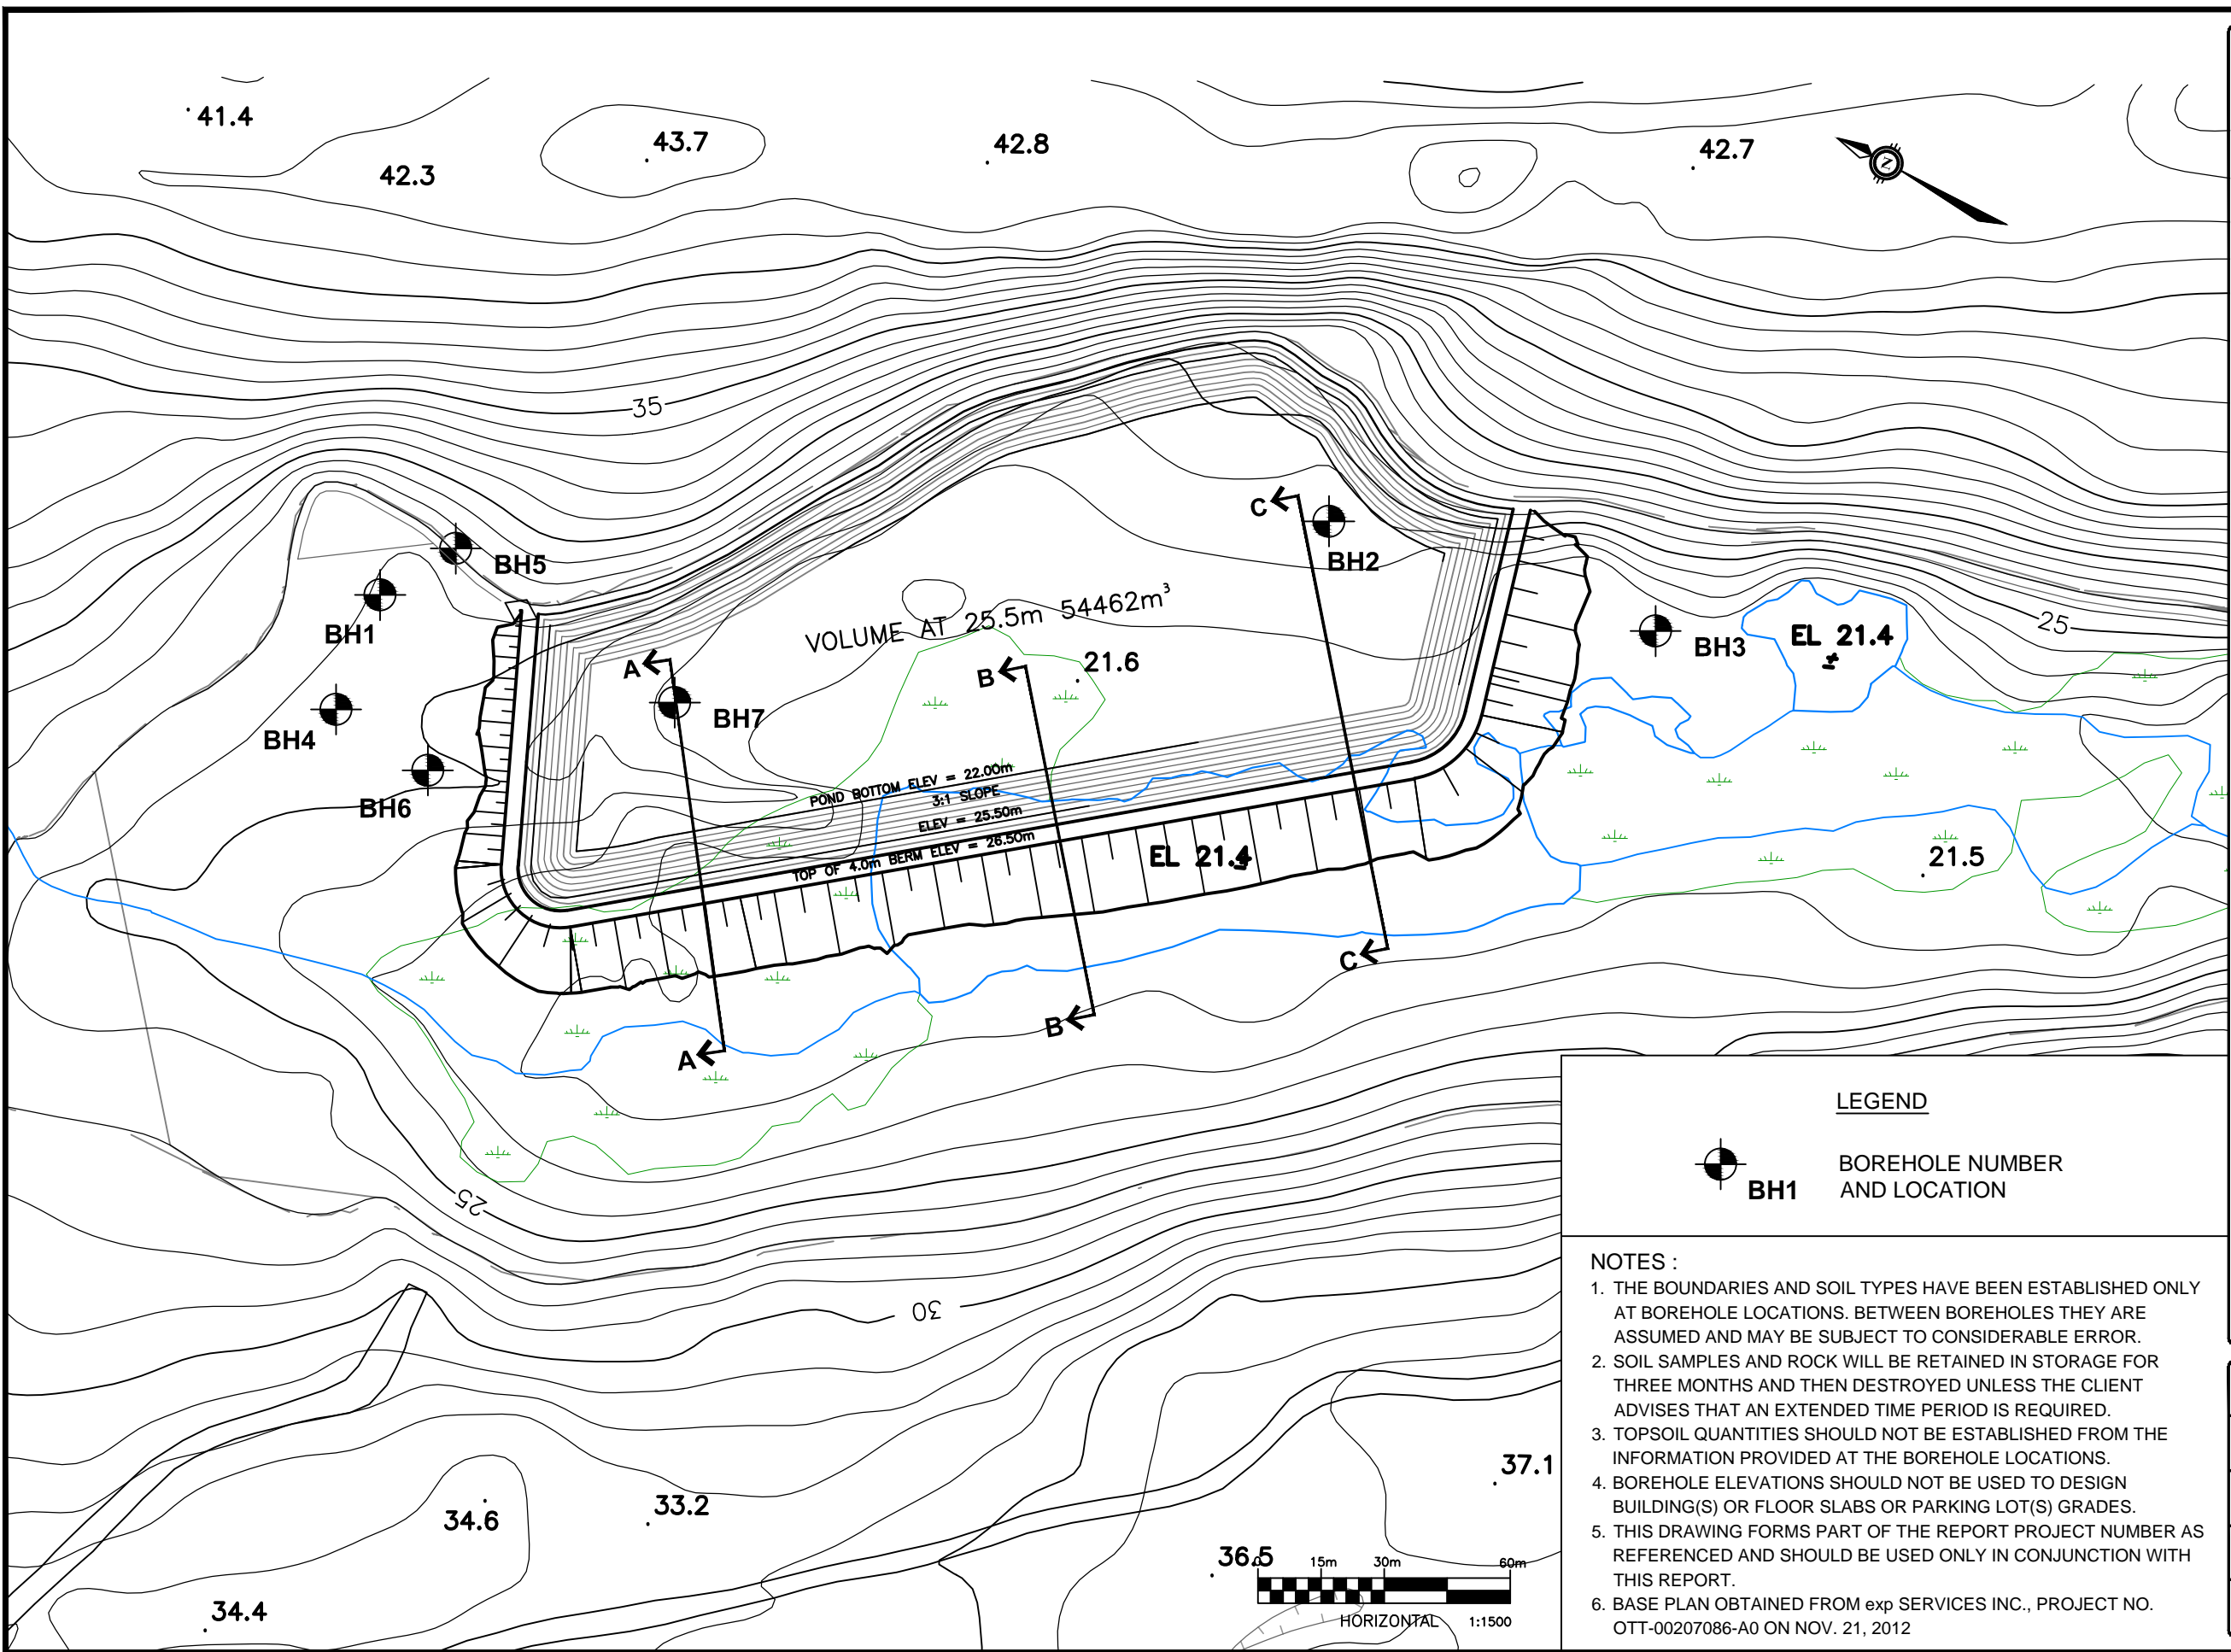 41.4
42.3
43.7
42.8
42.7
N
35
BH5
BH1
BH4
BH6
BH7
BH2
BH3
EL 21.4
±
25
C
A
B
21.6
VOLUME AT 25.5m 54462m³
POND BOTTOM ELEV = 22.00m
3:1 SLOPE
ELEV = 25.50m
TOP OF 4.0m BERM ELEV = 26.50m
EL 21.4
±
21.5
C
B
A
25
30
34.6
33.2
34.4
37.1
36.5
0 15m 30m 60m
HORIZONTAL 1:1500
LEGEND
BH1
BOREHOLE NUMBER
AND LOCATION
NOTES :
1. THE BOUNDARIES AND SOIL TYPES HAVE BEEN ESTABLISHED ONLY
AT BOREHOLE LOCATIONS. BETWEEN BOREHOLES THEY ARE
ASSUMED AND MAY BE SUBJECT TO CONSIDERABLE ERROR.
2. SOIL SAMPLES AND ROCK WILL BE RETAINED IN STORAGE FOR
THREE MONTHS AND THEN DESTROYED UNLESS THE CLIENT
ADVISES THAT AN EXTENDED TIME PERIOD IS REQUIRED.
3. TOPSOIL QUANTITIES SHOULD NOT BE ESTABLISHED FROM THE
INFORMATION PROVIDED AT THE BOREHOLE LOCATIONS.
4. BOREHOLE ELEVATIONS SHOULD NOT BE USED TO DESIGN
BUILDING(S) OR FLOOR SLABS OR PARKING LOT(S) GRADES.
5. THIS DRAWING FORMS PART OF THE REPORT PROJECT NUMBER AS
REFERENCED AND SHOULD BE USED ONLY IN CONJUNCTION WITH
THIS REPORT.
6. BASE PLAN OBTAINED FROM exp SERVICES INC., PROJECT NO.
OTT-00207086-A0 ON NOV. 21, 2012